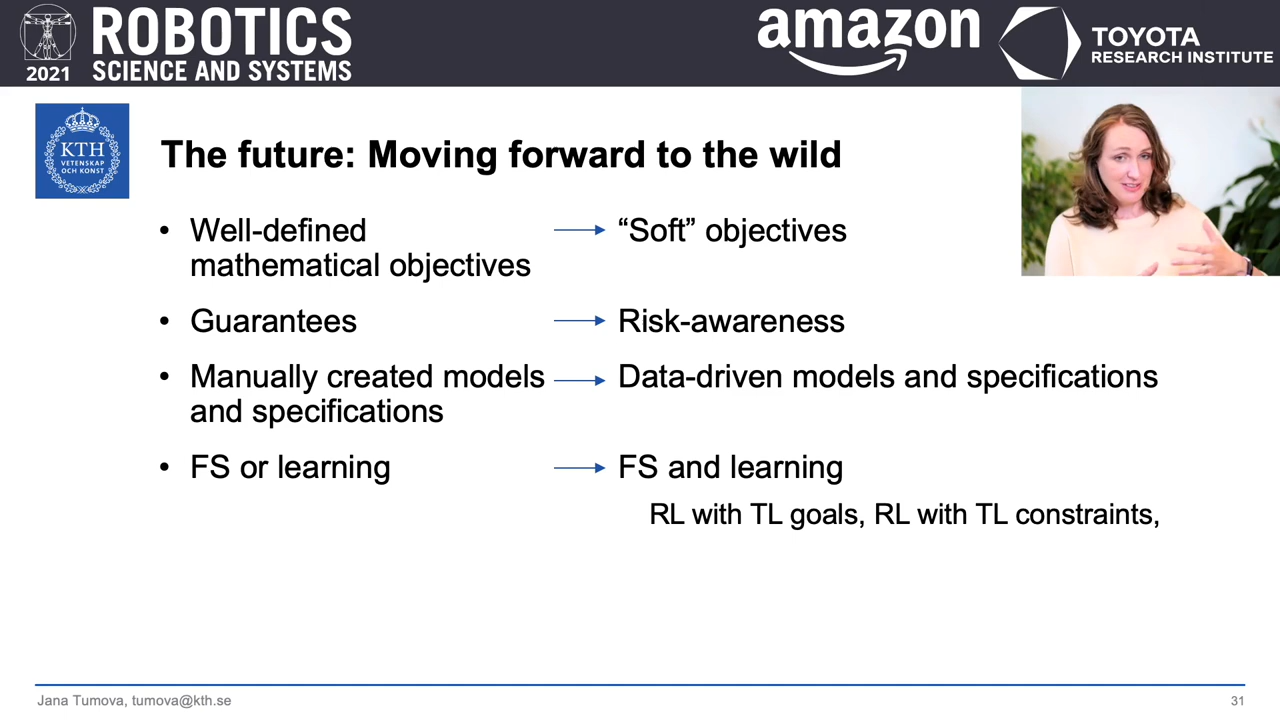 ROBOTICS
SCIENCE AND SYSTEMS
2021
amazon
TOYOTA
RESEARCH INSTITUTE
KTH
VETENSKAP
OCH KONST
The future: Moving forward to the wild
• Well-defined mathematical objectives → “Soft” objectives
• Guarantees → Risk-awareness
• Manually created models and specifications → Data-driven models and specifications
• FS or learning → FS and learning
RL with TL goals, RL with TL constraints,
Jana Tumova, tumova@kth.se
31